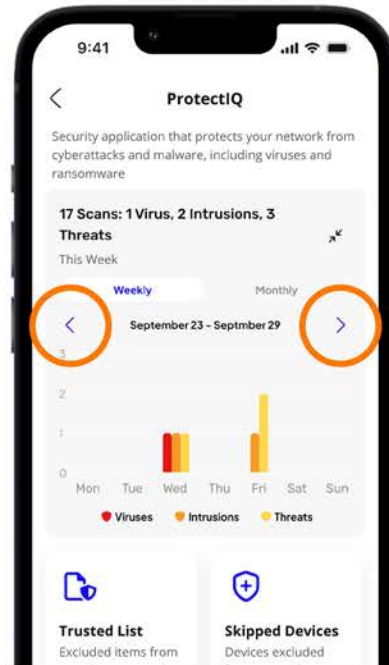 9:41
ProtectIQ
Security application that protects your network from
cyberattacks and malware, including viruses and
ransomware
17 Scans: 1 Virus, 2 Intrusions, 3
Threats
This Week
Weekly Monthly
September 23 - Septmber 29
3
2
1
0
Mon Tue Wed Thu Fri Sat Sun
Viruses Intrusions Threats
Trusted List Skipped Devices
Excluded items from Devices excluded